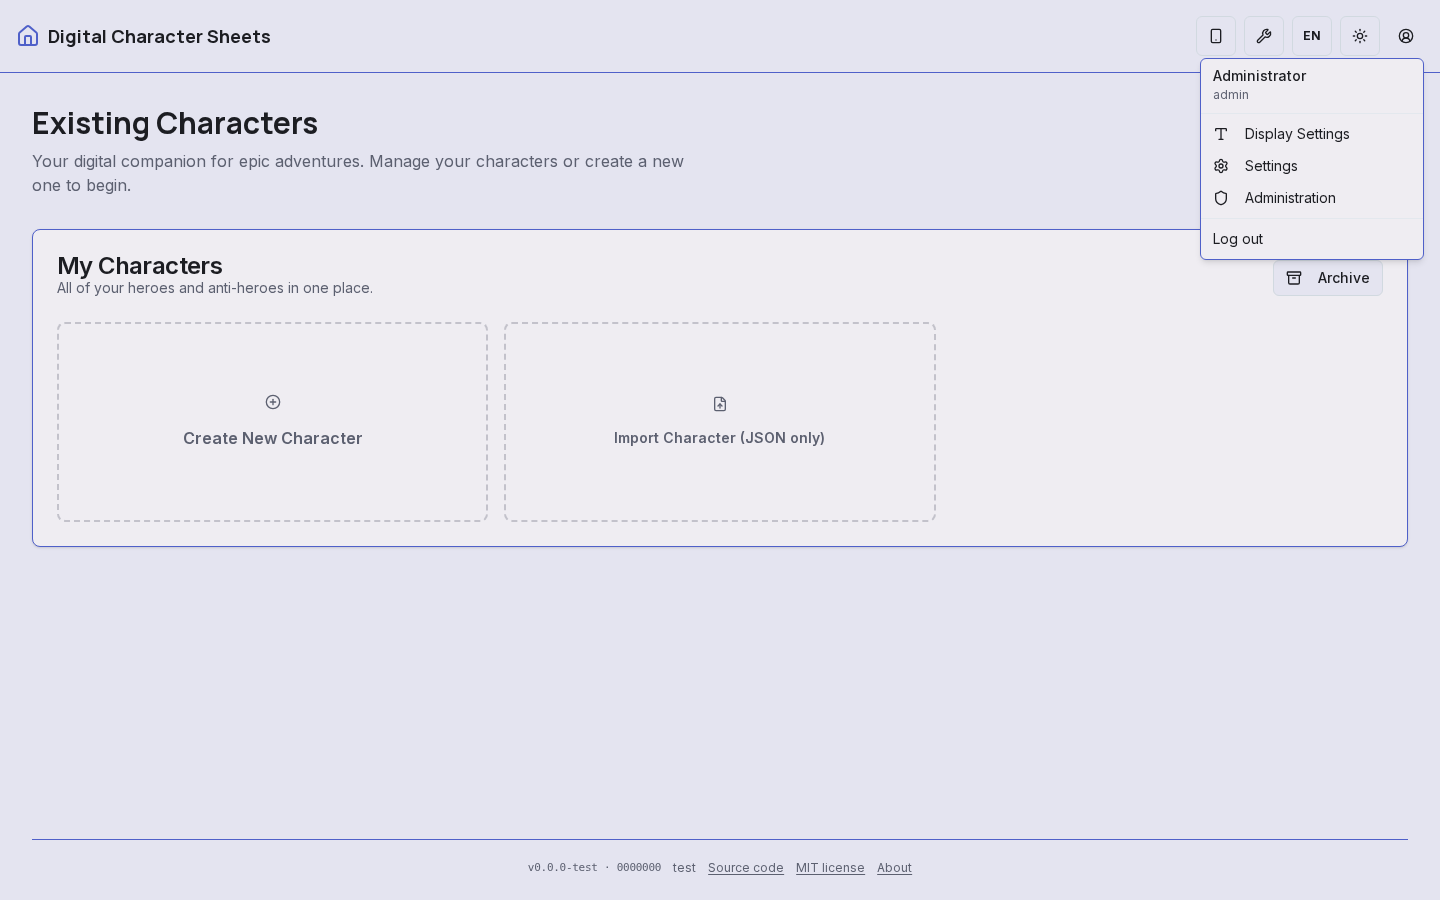 Digital Character Sheets
EN
Administrator
admin
Display Settings
Settings
Administration
Log out
Existing Characters
Your digital companion for epic adventures. Manage your characters or create a new
one to begin.
My Characters
All of your heroes and anti-heroes in one place.
Archive
Create New Character
Import Character (JSON only)
v0.0.0-test · 0000000 test Source code MIT license About